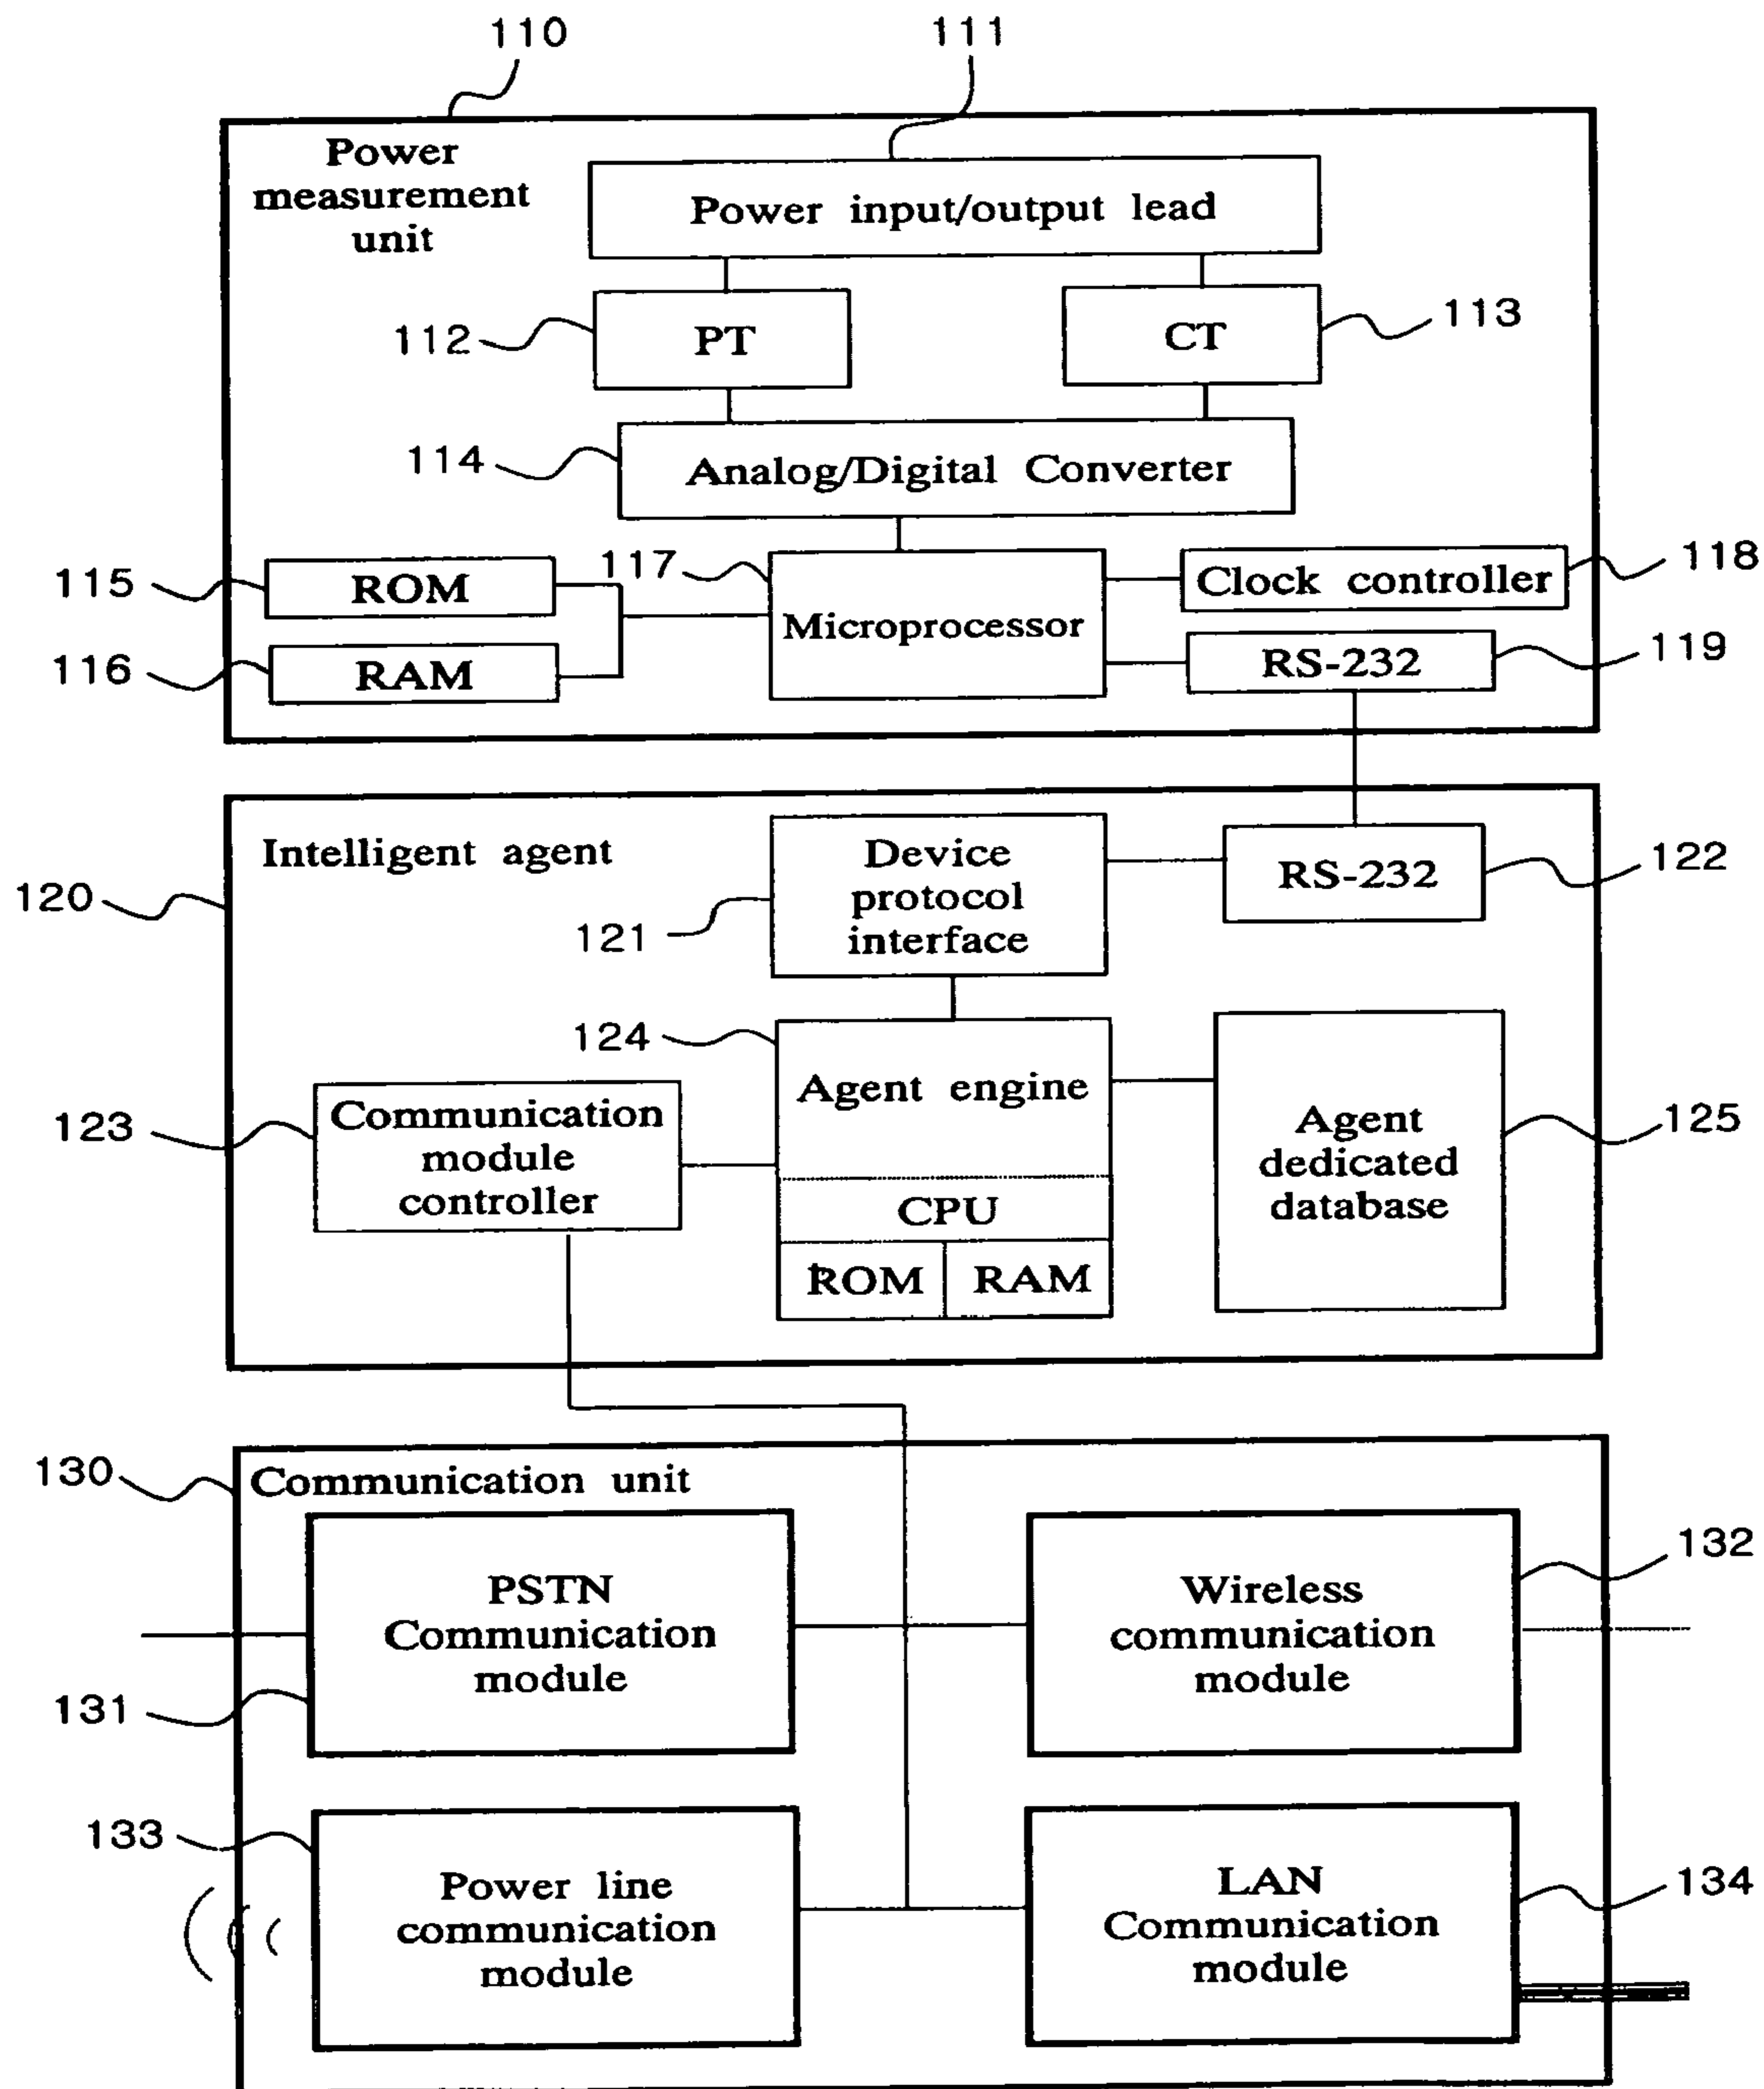 110
111
Power
measurement
unit
Power input/output lead
112
PT
CT
113
114
Analog/Digital Converter
115
ROM
117
Microprocessor
Clock controller
118
116
RAM
RS-232
119
Intelligent agent
120
Device
protocol
interface
121
RS-232
122
124
Agent engine
CPU
ROM
RAM
123
Communication
module
controller
Agent
dedicated
database
125
130
Communication unit
PSTN
Communication
module
131
Wireless
communication
module
132
133
Power line
communication
module
LAN
Communication
module
134